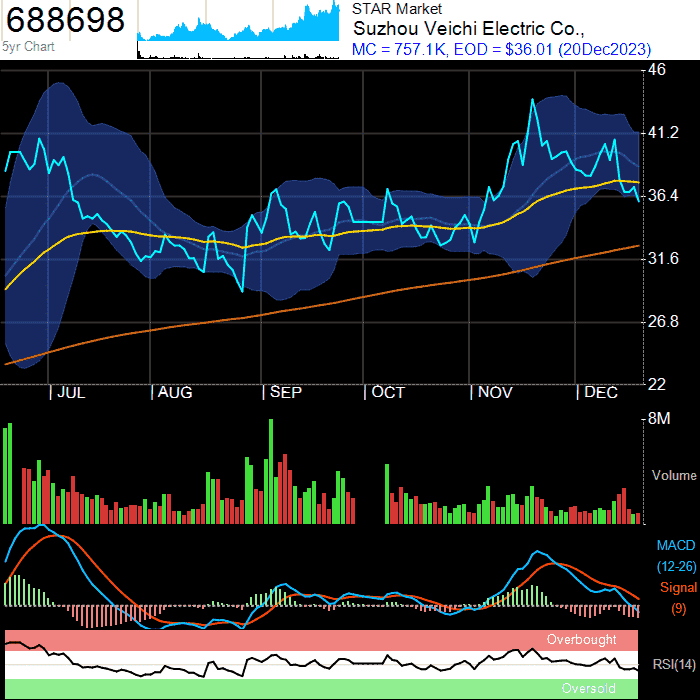 688698
5yr Chart
STAR Market
Suzhou Veichi Electric Co.,
MC = 757.1K, EOD = $36.01 (20Dec2023)
46
41.2
36.4
31.6
26.8
22
| JUL | AUG | SEP | OCT | NOV | DEC
8M
Volume
MACD
(12-26)
Signal
(9)
Overbought
RSI(14)
Oversold